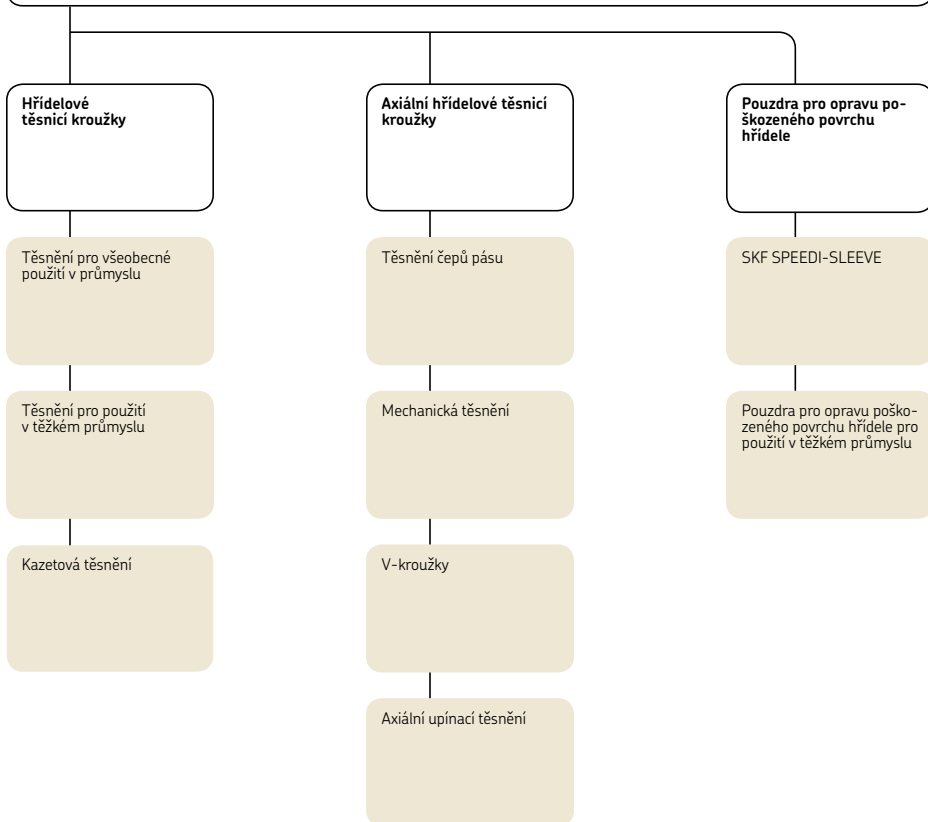 Hřídelové
těsnicí kroužky
Těsnění pro všeobecné
použití v průmyslu
Těsnění pro použití
v těžkém průmyslu
Kazetová těsnění
Axiální hřídelové těsnicí
kroužky
Těsnění čepů pásu
Mechanická těsnění
V-kroužky
Axiální upínací těsnění
Pouzdra pro opravu po-
škozeného povrchu
hřídele
SKF SPEEDI-SLEEVE
Pouzdra pro opravu poško-
zeného povrchu hřídele pro
použití v těžkém průmyslu